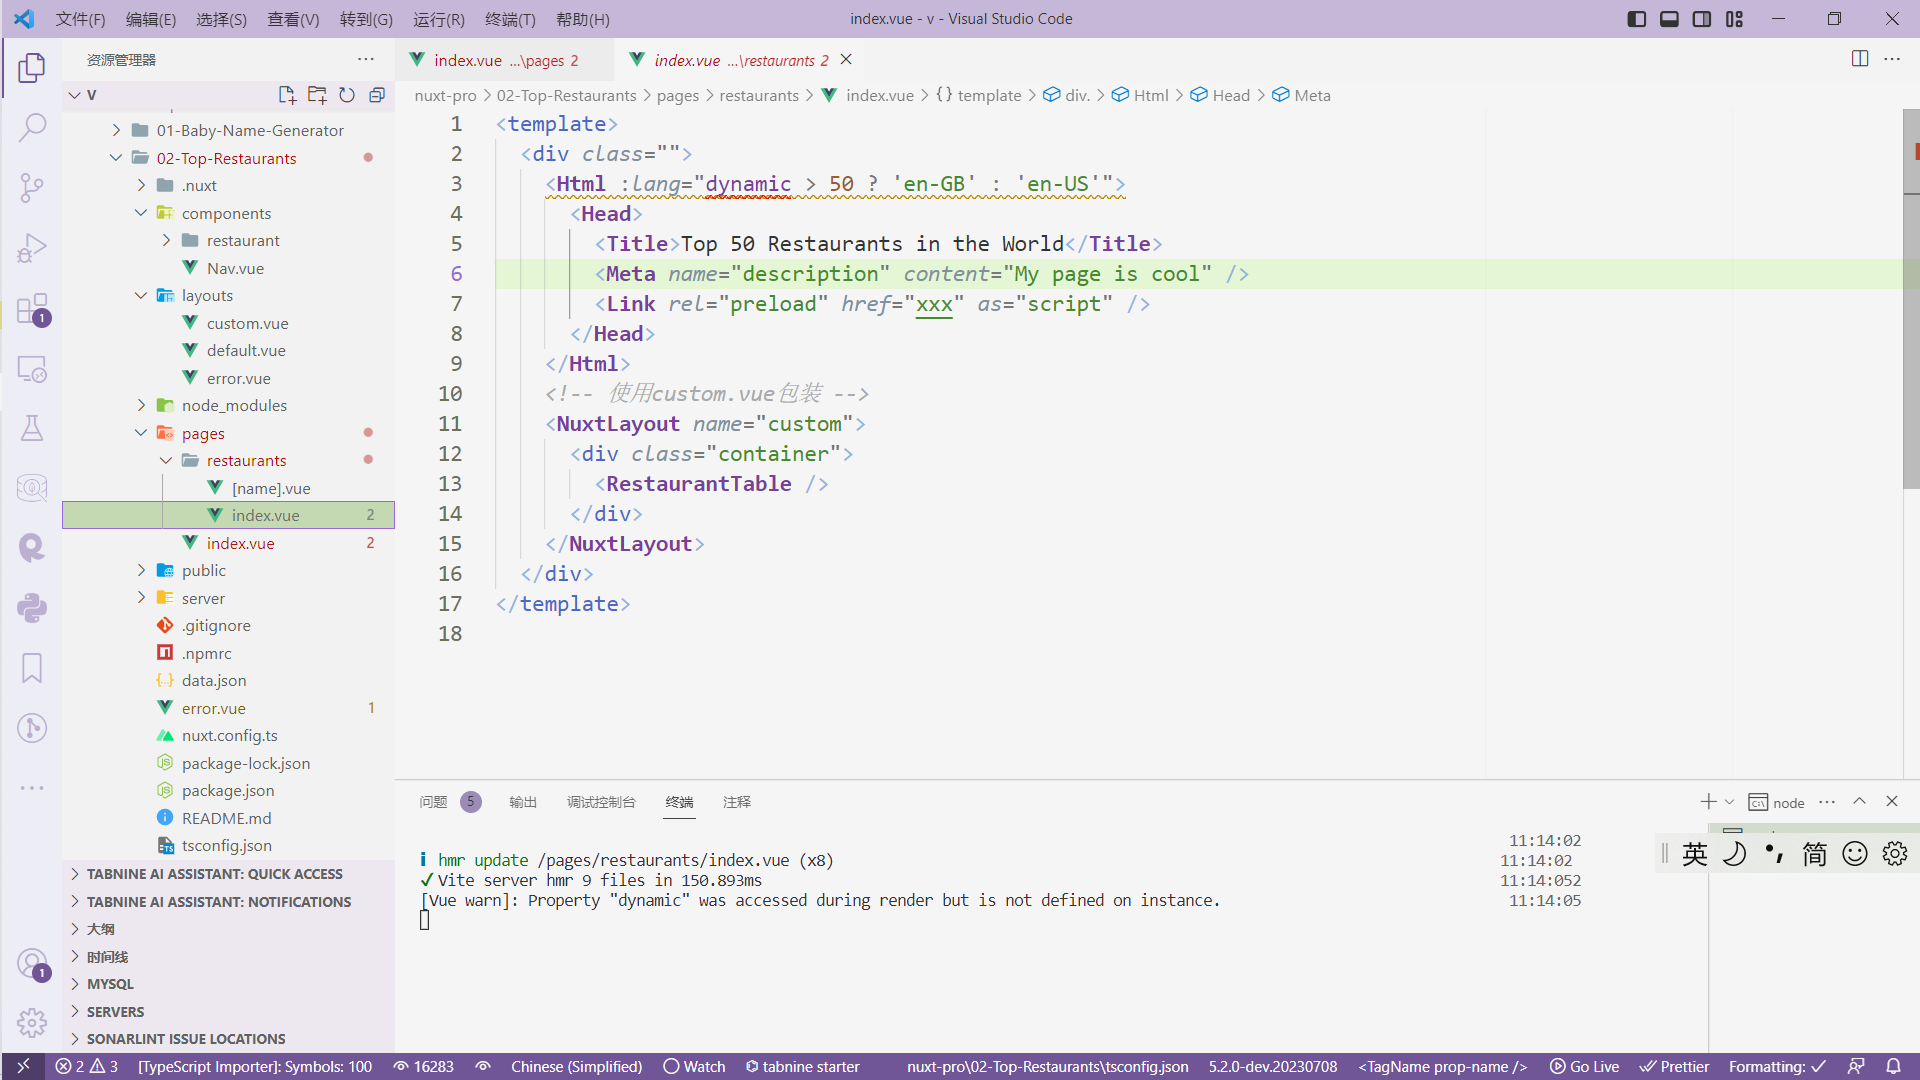 文件(F) 编辑(E) 选择(S) 查看(V) 转到(G) 运行(R) 终端(T) 帮助(H) index.vue - v - Visual Studio Code
资源管理器
V
01-Baby-Name-Generator
02-Top-Restaurants
.nuxt
components
restaurant
Nav.vue
layouts
custom.vue
default.vue
error.vue
node_modules
pages
restaurants
[name].vue
index.vue 2
index.vue 2
public
server
.gitignore
.npmrc
data.json
error.vue 1
nuxt.config.ts
package-lock.json
package.json
README.md
tsconfig.json
TABNINE AI ASSISTANT: QUICK ACCESS
TABNINE AI ASSISTANT: NOTIFICATIONS
大纲
时间线
MYSQL
SERVERS
SONARLINT ISSUE LOCATIONS
1
1
index.vue ...\pages 2 index.vue ...\restaurants 2
nuxt-pro > 02-Top-Restaurants > pages > restaurants > index.vue > {} template > div. > Html > Head > Meta
1 <template>
2 <div class="">
3 <Html :lang="dynamic > 50 ? 'en-GB' : 'en-US'">
4 <Head>
5 <Title>Top 50 Restaurants in the World</Title>
6 <Meta name="description" content="My page is cool" />
7 <Link rel="preload" href="xxx" as="script" />
8 </Head>
9 </Html>
10 <!-- 使用custom.vue包装 -->
11 <NuxtLayout name="custom">
12 <div class="container">
13 <RestaurantTable />
14 </div>
15 </NuxtLayout>
16 </div>
17 </template>
18
问题 5 输出 调试控制台 终端 注释 node
11:14:02
i hmr update /pages/restaurants/index.vue (x8) 11:14:02
✓ Vite server hmr 9 files in 150.893ms 11:14:052
[Vue warn]: Property "dynamic" was accessed during render but is not defined on instance. 11:14:05
英 简
2 3 [TypeScript Importer]: Symbols: 100 16283 Chinese (Simplified) Watch tabnine starter nuxt-pro\02-Top-Restaurants\tsconfig.json 5.2.0-dev.20230708 <TagName prop-name /> Go Live Prettier Formatting: ✓